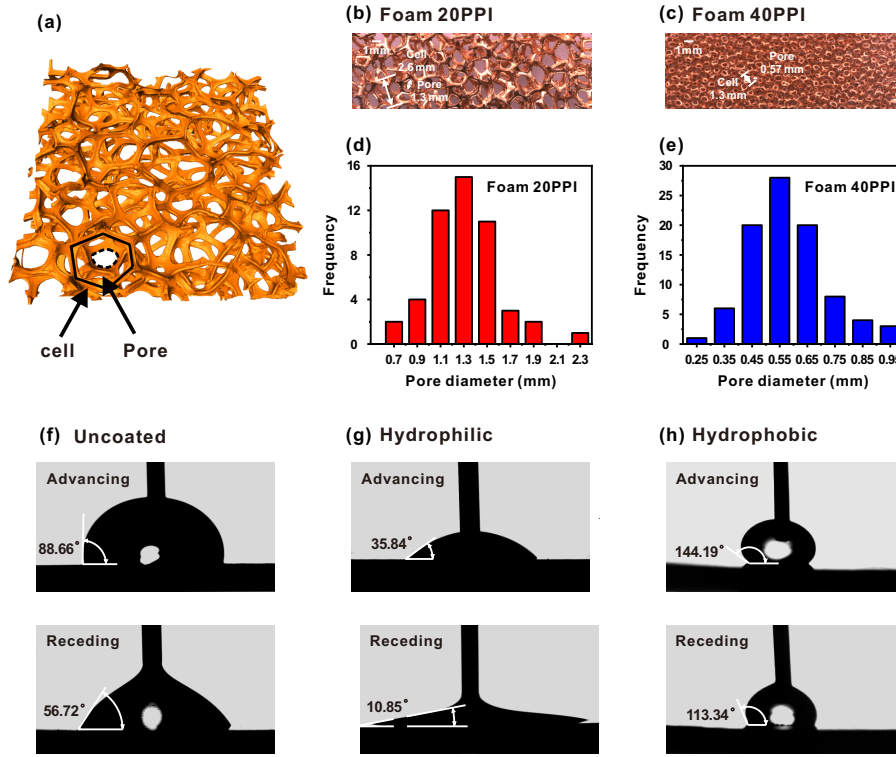 (a)
cell
Pore
(b) Foam 20PPI
1mm
Cell
2.6 mm
Pore
1.3 mm
(c) Foam 40PPI
1mm
Pore
0.57 mm
Cell
1.3 mm
(d)
Foam 20PPI
Frequency
16
12
8
4
0
0.7 0.9 1.1 1.3 1.5 1.7 1.9 2.1 2.3
Pore diameter (mm)
(e)
Foam 40PPI
Frequency
30
25
20
15
10
5
0
0.25 0.35 0.45 0.55 0.65 0.75 0.85 0.95
Pore diameter (mm)
(f) Uncoated
Advancing
88.66°
Receding
56.72°
(g) Hydrophilic
Advancing
35.84°
Receding
10.85°
(h) Hydrophobic
Advancing
144.19°
Receding
113.34°